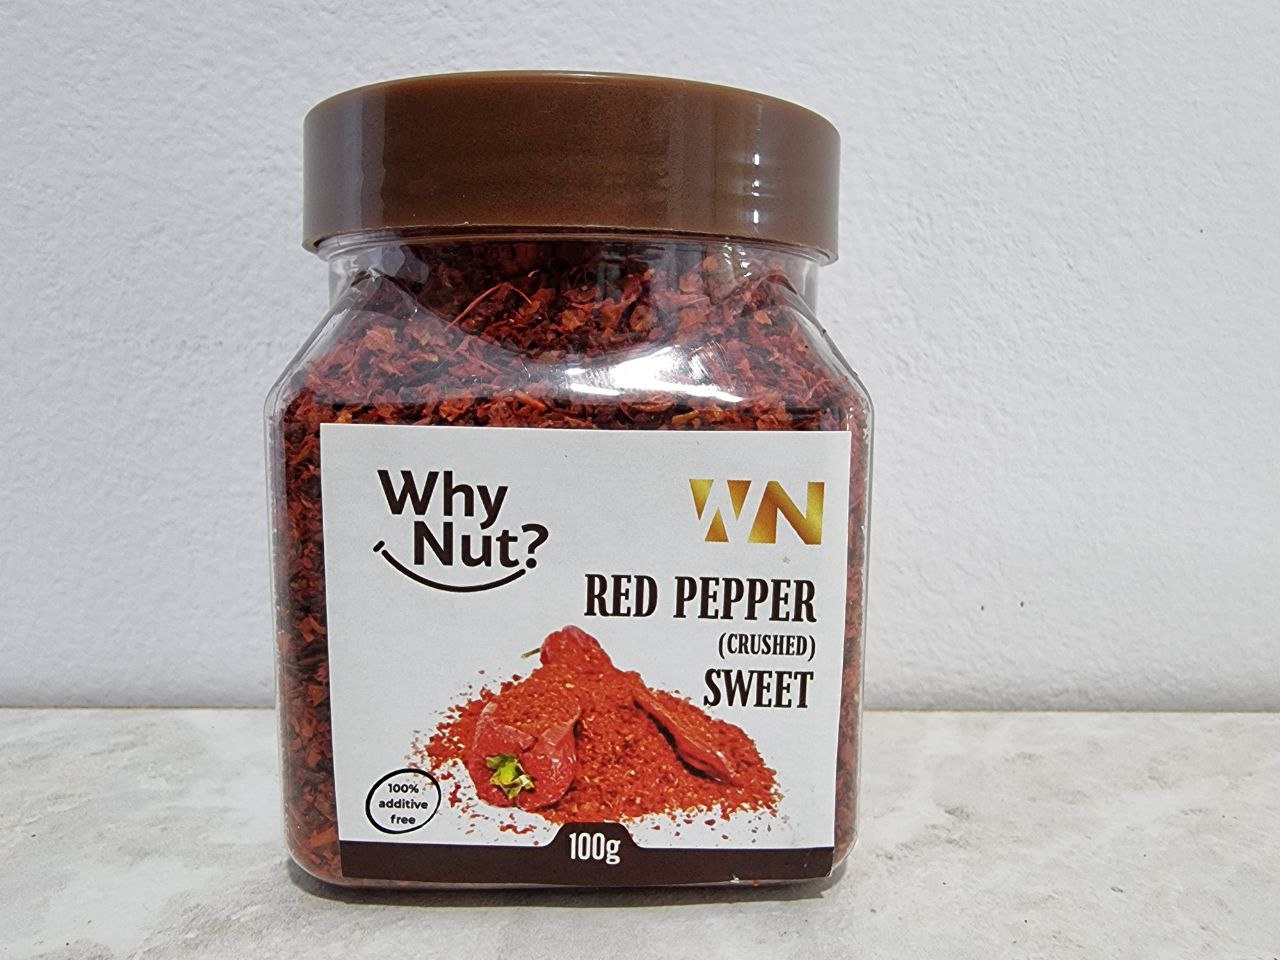 Why
Nut?
WN
RED PEPPER
(CRUSHED)
SWEET
100%
additive
free
100g